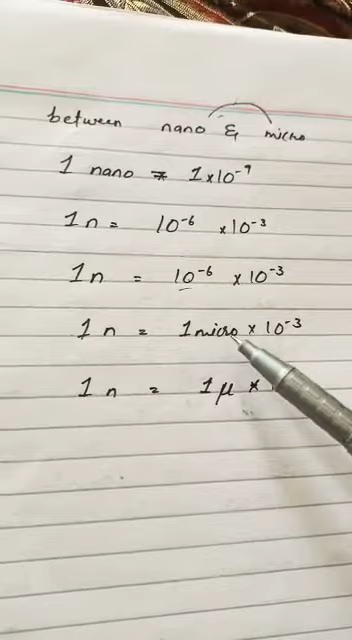 between nano & micro
1 nano = 1×10⁻⁹
1n = 10⁻⁶ ×10⁻³
1n = 10⁻⁶ ×10⁻³
1n = 1micro × 10⁻³
1n = 1μ ×